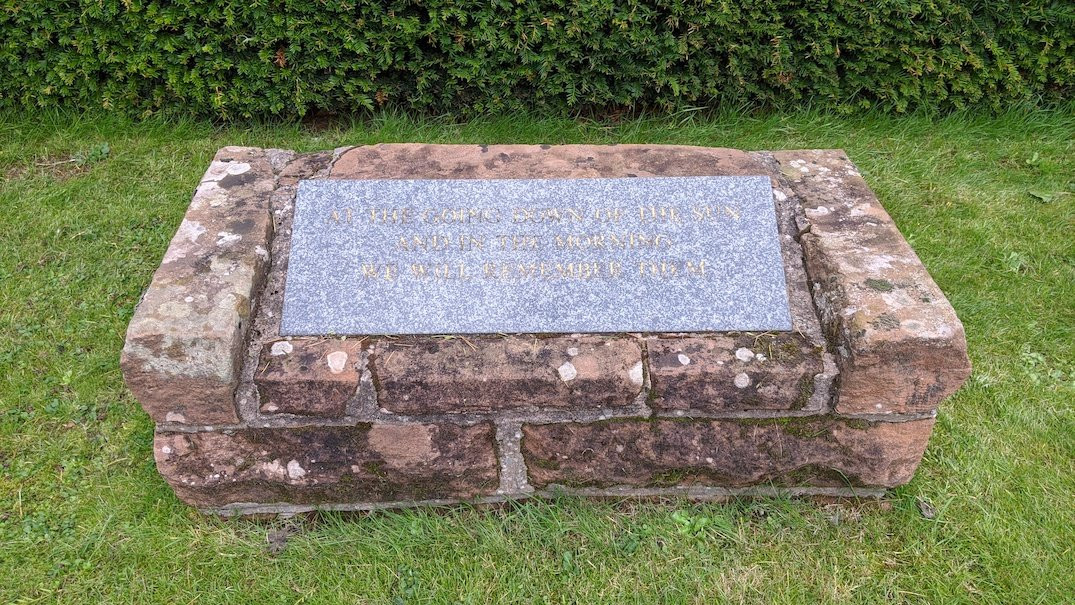 AT THE GOING DOWN OF THE SUN
AND IN THE MORNING
WE WILL REMEMBER THEM